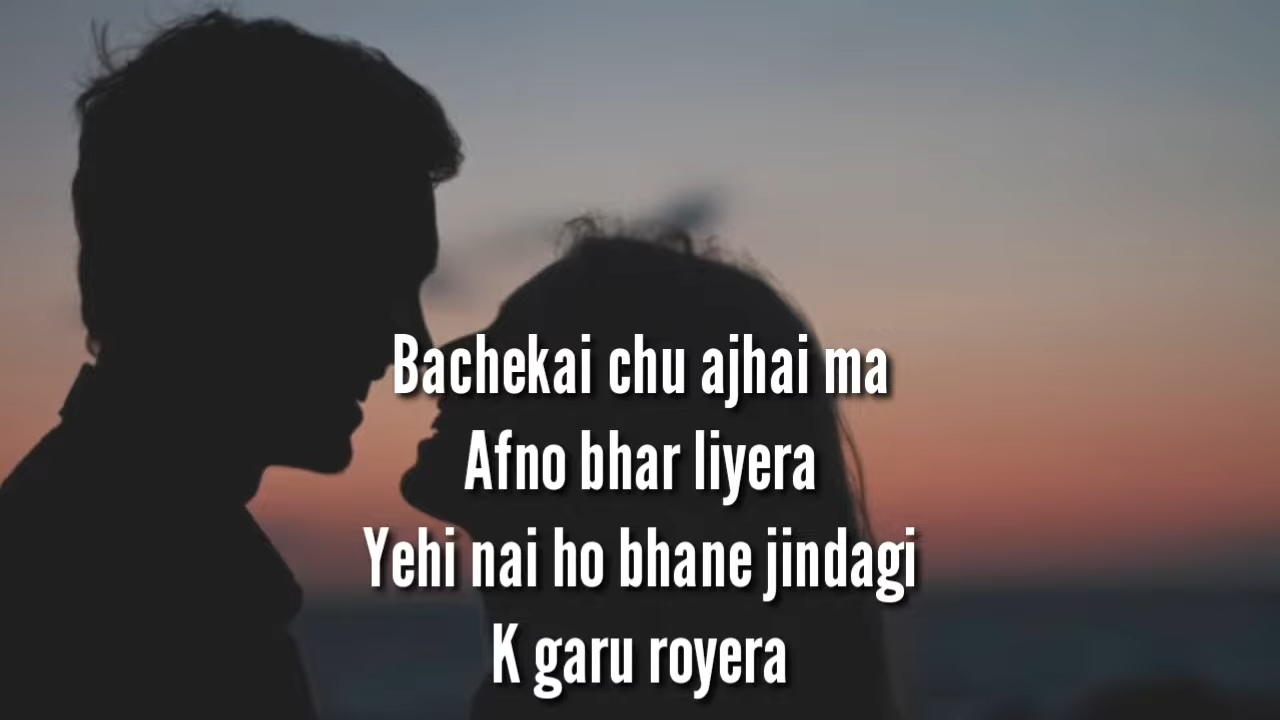 Bachekai chu ajhai ma
Afno bhar liyera
Yehi nai ho bhane jindagi
K garu royera